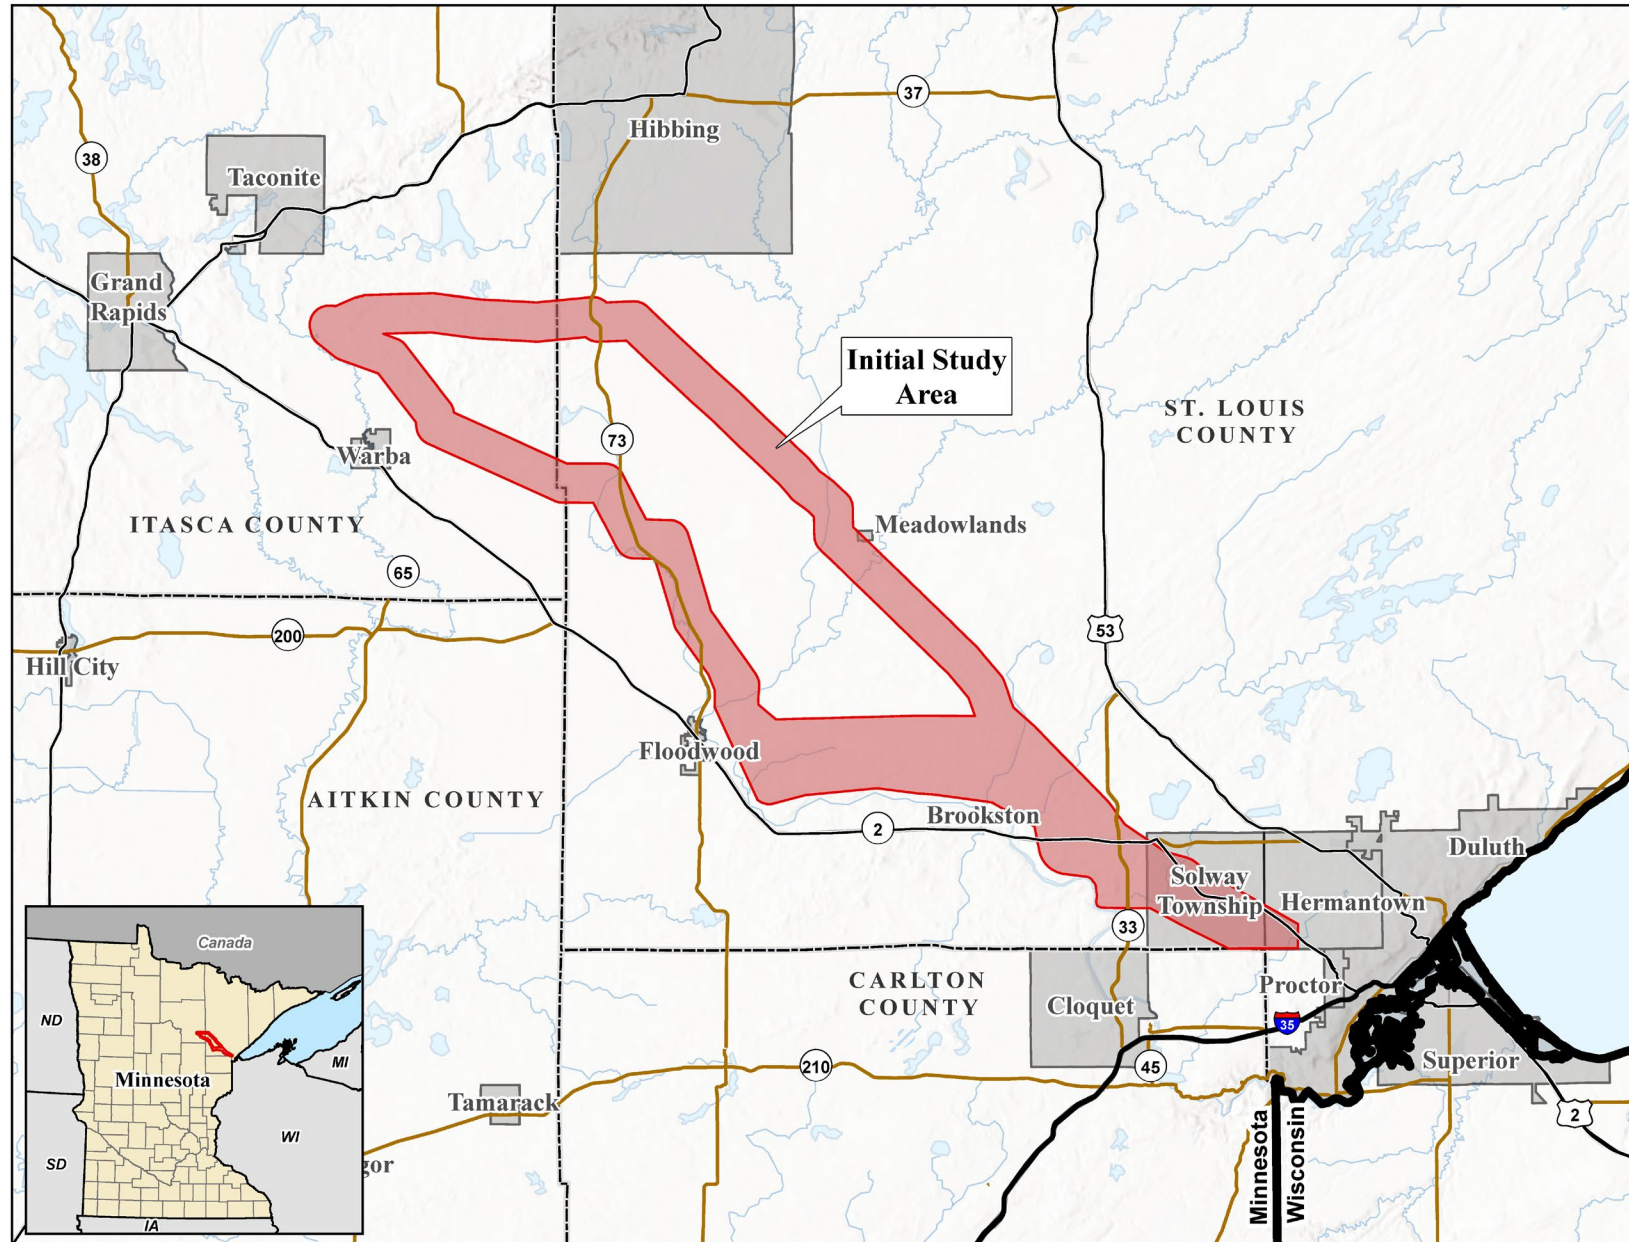 37
Hibbing
38
Taconite
Grand
Rapids
Initial Study
Area
ST. LOUIS
COUNTY
73
Warba
ITASCA COUNTY
Meadowlands
65
53
200
Hill City
Floodwood
AITKIN COUNTY
Brookston
2
Duluth
Solway
Township
Hermantown
33
CARLTON
COUNTY
Proctor
Cloquet
35
210
45
Superior
Tamarack
2
gor
Minnesota
Wisconsin
Canada
ND
MI
Minnesota
WI
SD
IA